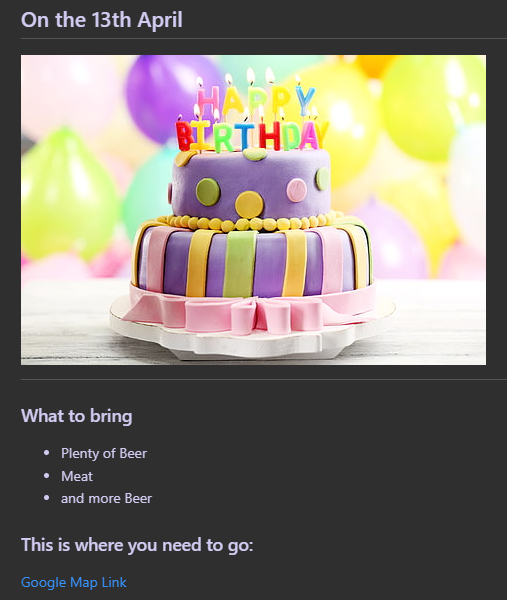 On the 13th April
HAPPY
BIRTHDAY
What to bring
Plenty of Beer
Meat
and more Beer
This is where you need to go:
Google Map Link